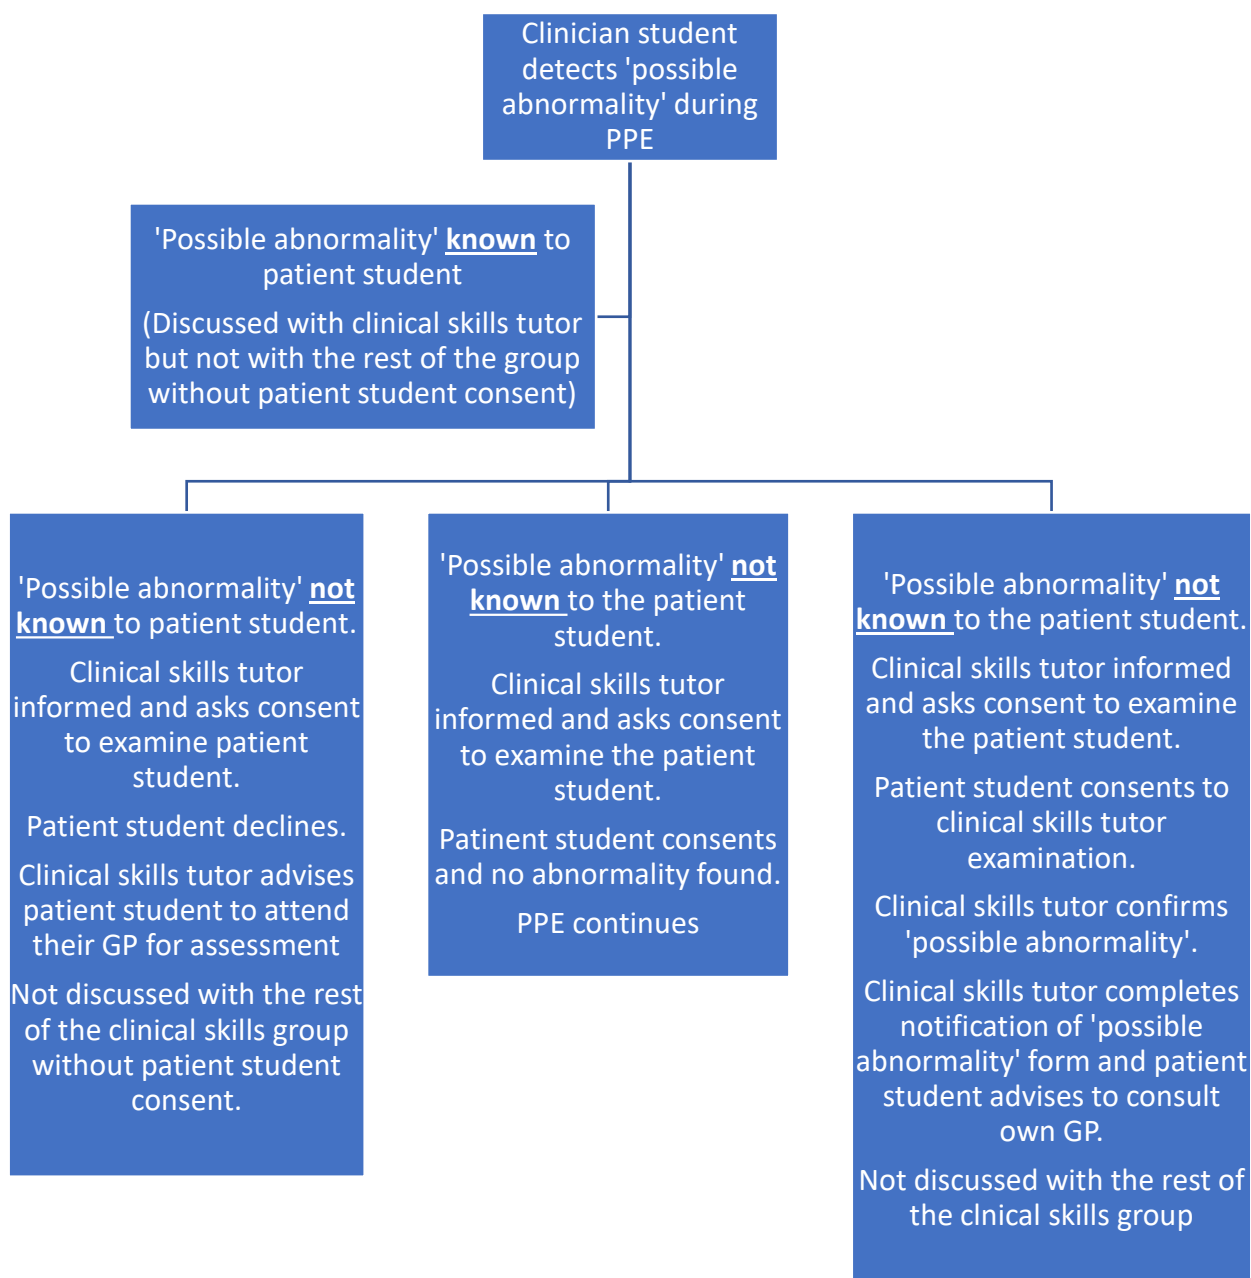 Clinician student
detects 'possible
abnormality' during
PPE
'Possible abnormality' known to
patient student
(Discussed with clinical skills tutor
but not with the rest of the group
without patient student consent)
'Possible abnormality' not
known to patient student.
Clinical skills tutor
informed and asks consent
to examine patient
student.
Patient student declines.
Clinical skills tutor advises
patient student to attend
their GP for assessment
Not discussed with the rest
of the clinical skills group
without patient student
consent.
'Possible abnormality' not
known to the patient
student.
Clinical skills tutor
informed and asks consent
to examine the patient
student.
Patinent student consents
and no abnormality found.
PPE continues
'Possible abnormality' not
known to the patient student.
Clinical skills tutor informed
and asks consent to examine
the patient student.
Patient student consents to
clinical skills tutor
examination.
Clinical skills tutor confirms
'possible abnormality'.
Clinical skills tutor completes
notification of 'possible
abnormality' form and patient
student advises to consult
own GP.
Not discussed with the rest of
the clnical skills group